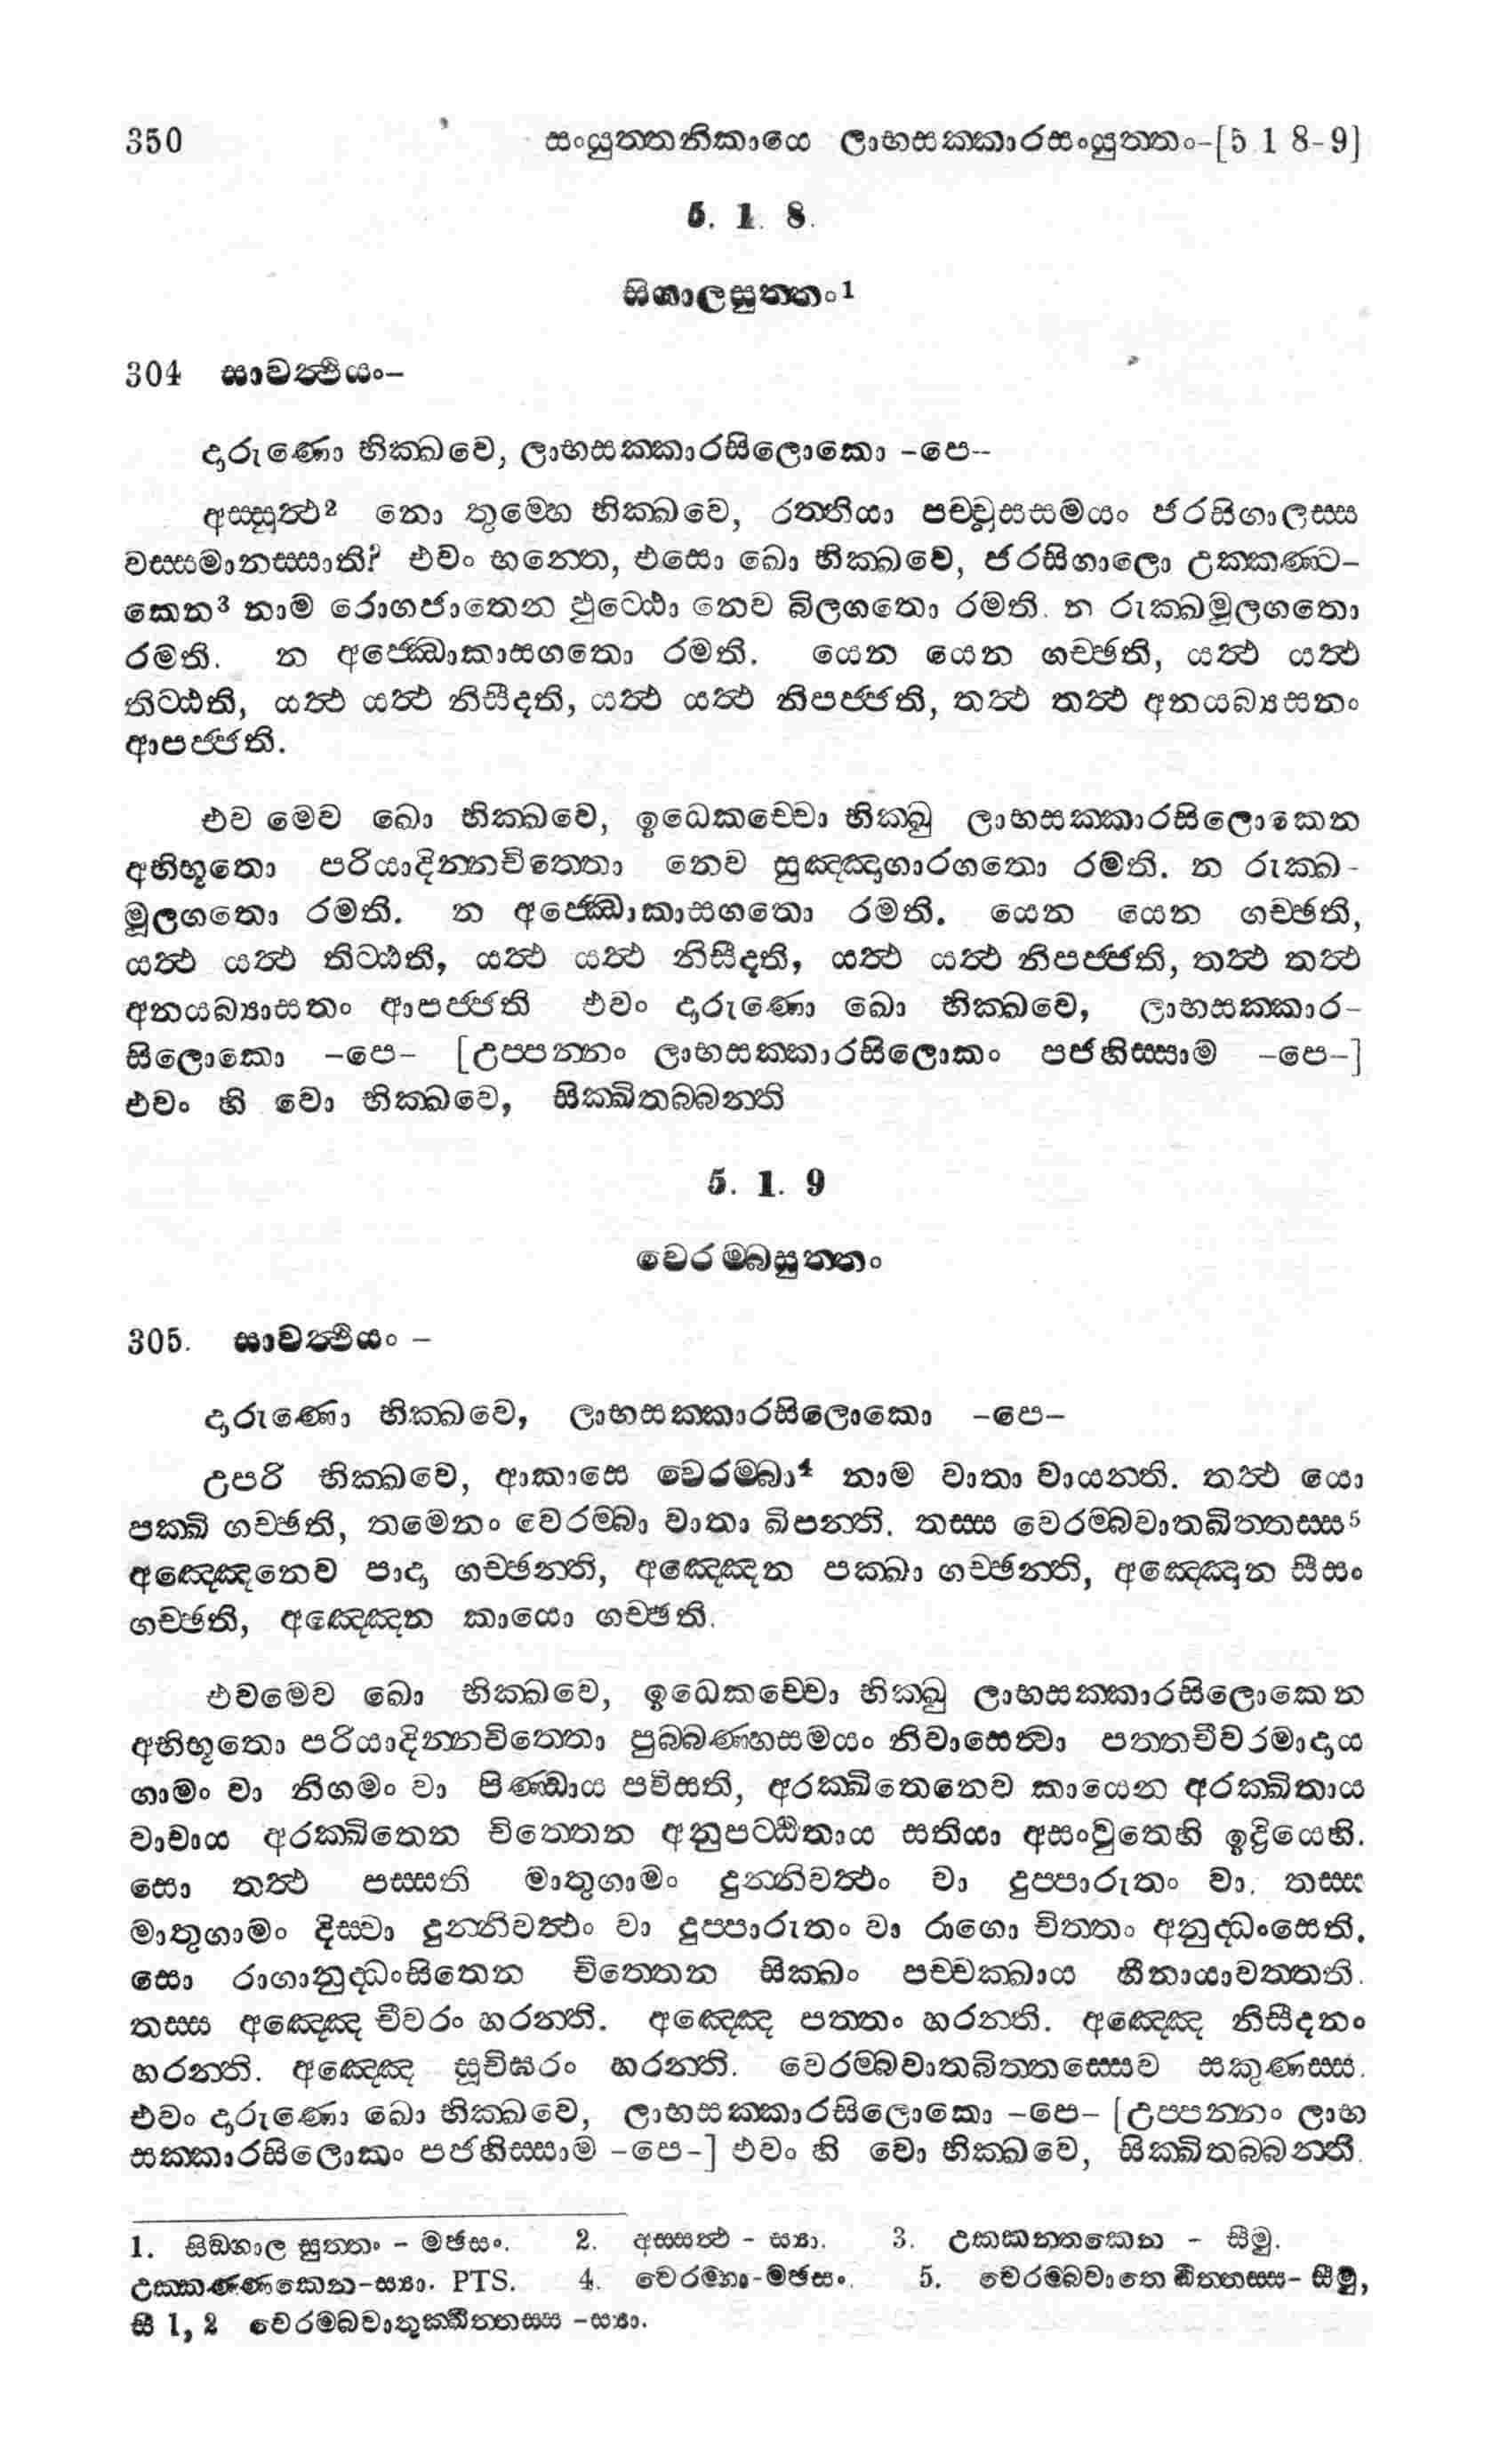 350 සංයුත්තනිකායෙ ලාභසක්කාරසංයුත්තං-[5 1 8-9]
5. 1. 8.
සිගාලසුත්තං1
304 සාවත්ථියං–
දාරුණො භික්ඛවෙ, ලාභසක්කාරසිලොකො -පෙ-
අස්සුත්ථ2 නො තුම්හෙ භික්ඛවෙ, රත්තියා පච්චූසසමයං ජරසිගාලස්ස
වස්සමානස්සාති? එවං භන්තෙ, එසො ඛො භික්ඛවෙ, ජරසිගාලො උක්කණ්ට-
කෙන3 නාම රොගජාතෙන ඵුට්ඨො නෙව බිලගතො රමති. න රුක්ඛමූලගතො
රමති. න අජ්ඣොකාසගතො රමති. යෙන යෙන ගච්ඡති, යත්ථ යත්ථ
තිට්ඨති, යත්ථ යත්ථ නිසීදති, යත්ථ යත්ථ නිපජ්ජති, තත්ථ තත්ථ අනයබ්‍යසනං
ආපජ්ජති.
එව මෙව ඛො භික්ඛවෙ, ඉධෙකච්චො භික්ඛු ලාභසක්කාරසිලොකෙන
අභිභූතො පරියාදින්නචිත්තො නෙව සුඤ්ඤාගාරගතො රමති. න රුක්ඛ-
මූලගතො රමති. න අජ්ඣොකාසගතො රමති. යෙන යෙන ගච්ඡති,
යත්ථ යත්ථ තිට්ඨති, යත්ථ යත්ථ නිසීදති, යත්ථ යත්ථ නිපජ්ජති, තත්ථ තත්ථ
අනයබ්‍යාසනං ආපජ්ජති එවං දාරුණො ඛො භික්ඛවෙ, ලාභසක්කාර-
සිලොකො -පෙ- [උප්පන්නං ලාභසක්කාරසිලොකං පජහිස්සාම -පෙ-]
එවං හි වො භික්ඛවෙ, සික්ඛිතබ්බන්ති
5. 1. 9
වෙරම්බසුත්තං
305. සාවත්ථියං –
දාරුණො භික්ඛවෙ, ලාභසක්කාරසිලොකො -පෙ-
උපරි භික්ඛවෙ, ආකාසෙ වෙරම්බා4 නාම වාතා වායන්ති. තත්ථ යො
පක්ඛි ගච්ඡති, තමෙනං වෙරම්බා වාතා ඛිපන්ති. තස්ස වෙරම්බවාතඛිත්තස්ස5
අඤ්ඤෙනෙව පාදා ගච්ඡන්ති, අඤ්ඤෙන පක්ඛා ගච්ඡන්ති, අඤ්ඤෙන සීසං
ගච්ඡති, අඤ්ඤෙන කායො ගච්ඡති.
එවමෙව ඛො භික්ඛවෙ, ඉධෙකච්චො භික්ඛු ලාභසක්කාරසිලොකෙන
අභිභූතො පරියාදින්නචිත්තො පුබ්බණ්හසමයං නිවාසෙත්වා පත්තචීවරමාදාය
ගාමං වා නිගමං වා පිණ්ඩාය පවිසති, අරක්ඛිතෙනෙව කායෙන අරක්ඛිතාය
වාචාය අරක්ඛිතෙන චිත්තෙන අනුපට්ඨිතාය සතියා අසංවුතෙහි ඉන්ද්‍රියෙහි.
සො තත්ථ පස්සති මාතුගාමං දුන්නිවත්ථං වා දුප්පාරුතං වා. තස්ස
මාතුගාමං දිස්වා දුන්නිවත්ථං වා දුප්පාරුතං වා රාගො චිත්තං අනුද්ධංසෙති.
සො රාගානුද්ධංසිතෙන චිත්තෙන සික්ඛං පච්චක්ඛාය හීනායාවත්තති.
තස්ස අඤ්ඤෙ චීවරං හරන්ති. අඤ්ඤෙ පත්තං හරන්ති. අඤ්ඤෙ නිසීදනං
හරන්ති. අඤ්ඤෙ සූචිඝරං හරන්ති. වෙරම්බවාතඛිත්තස්සෙව සකුණස්ස.
එවං දාරුණො ඛො භික්ඛවෙ, ලාභසක්කාරසිලොකො -පෙ- [උප්පන්නං ලාභ
සක්කාරසිලොකං පජහිස්සාම -පෙ-] එවං හි වො භික්ඛවෙ, සික්ඛිතබ්බන්ති.
1. සිඞගාල සුත්තං - මඡසං. 2. අස්සත්ථ - ස්‍යා. 3. උක්කන්තකෙන - සීමු.
උක්කණ්ණකෙන-ස්‍යා. PTS. 4. වෙරම්භා-මඡසං. 5. වෙරම්බවාතෙ ඛිත්තස්ස- සීමු,
සී 1, 2 වෙරම්බවාතුක්ඛිත්තස්ස -ස්‍යා.